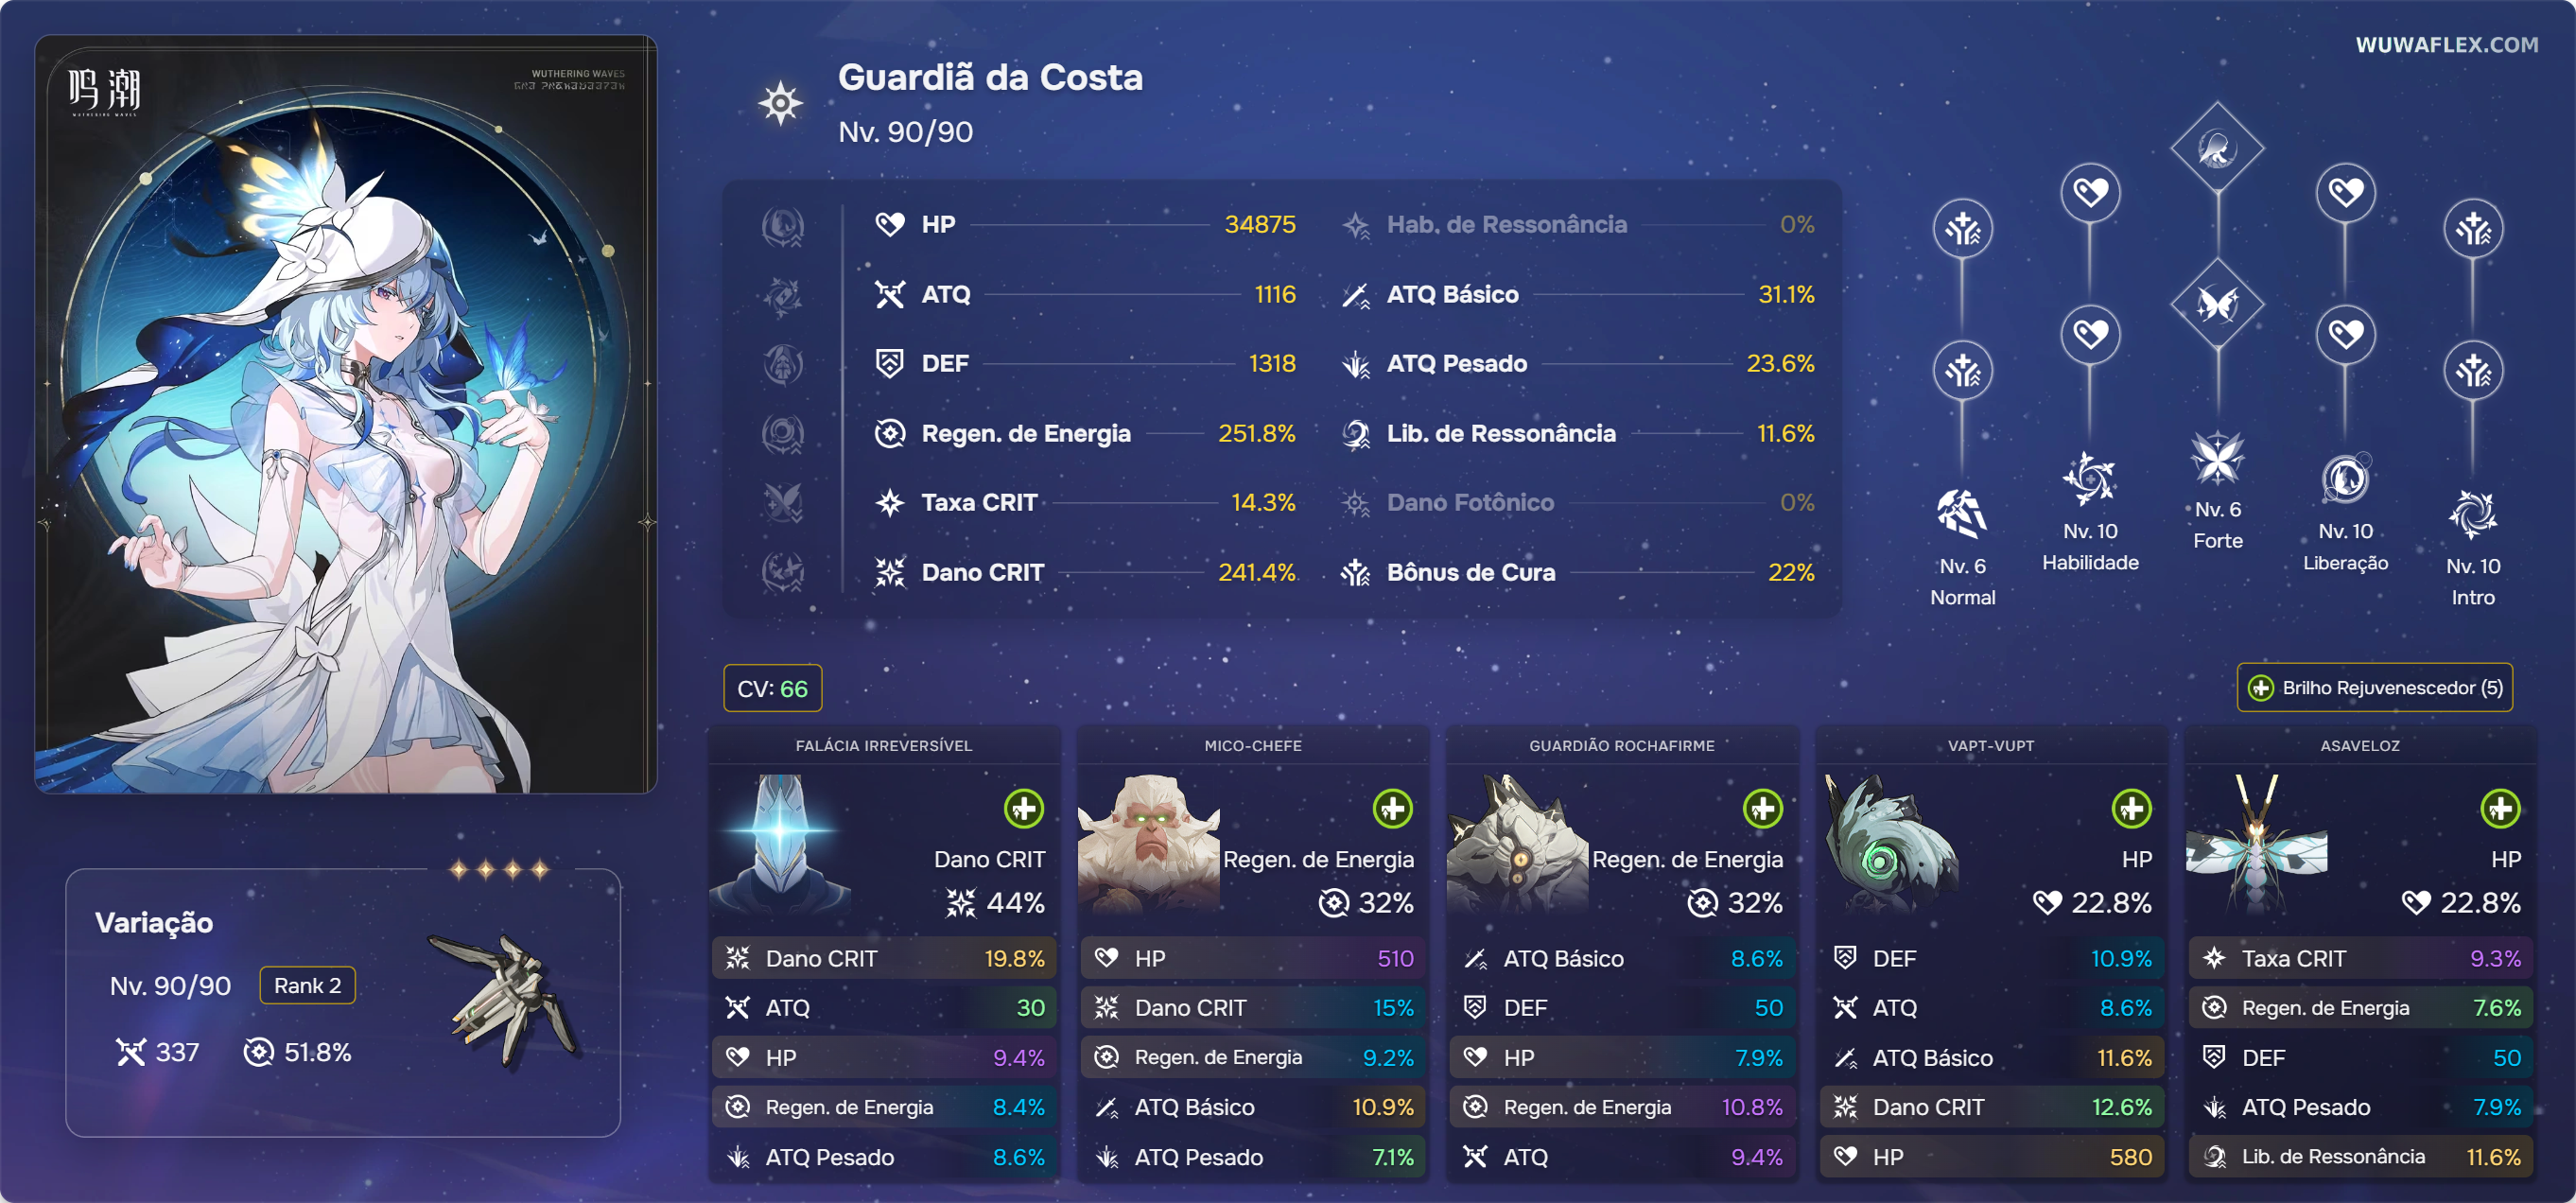 鸣潮
WUTHERING WAVES
WUTHERING WAVES
WUWAFLEX.COM
Guardiã da Costa
Nv. 90/90
HP 34875
ATQ 1116
DEF 1318
Regen. de Energia 251.8%
Taxa CRIT 14.3%
Dano CRIT 241.4%
Hab. de Ressonância 0%
ATQ Básico 31.1%
ATQ Pesado 23.6%
Lib. de Ressonância 11.6%
Dano Fotônico 0%
Bônus de Cura 22%
Nv. 6
Normal
Nv. 10
Habilidade
Nv. 6
Forte
Nv. 10
Liberação
Nv. 10
Intro
CV: 66
Brilho Rejuvenescedor (5)
Variação
Nv. 90/90 Rank 2
337 51.8%
FALÁCIA IRREVERSÍVEL
Dano CRIT
44%
Dano CRIT 19.8%
ATQ 30
HP 9.4%
Regen. de Energia 8.4%
ATQ Pesado 8.6%
MICO-CHEFE
Regen. de Energia
32%
HP 510
Dano CRIT 15%
Regen. de Energia 9.2%
ATQ Básico 10.9%
ATQ Pesado 7.1%
GUARDIÃO ROCHAFIRME
Regen. de Energia
32%
ATQ Básico 8.6%
DEF 50
HP 7.9%
Regen. de Energia 10.8%
ATQ 9.4%
VAPT-VUPT
HP
22.8%
DEF 10.9%
ATQ 8.6%
ATQ Básico 11.6%
Dano CRIT 12.6%
HP 580
ASAVELOZ
HP
22.8%
Taxa CRIT 9.3%
Regen. de Energia 7.6%
DEF 50
ATQ Pesado 7.9%
Lib. de Ressonância 11.6%